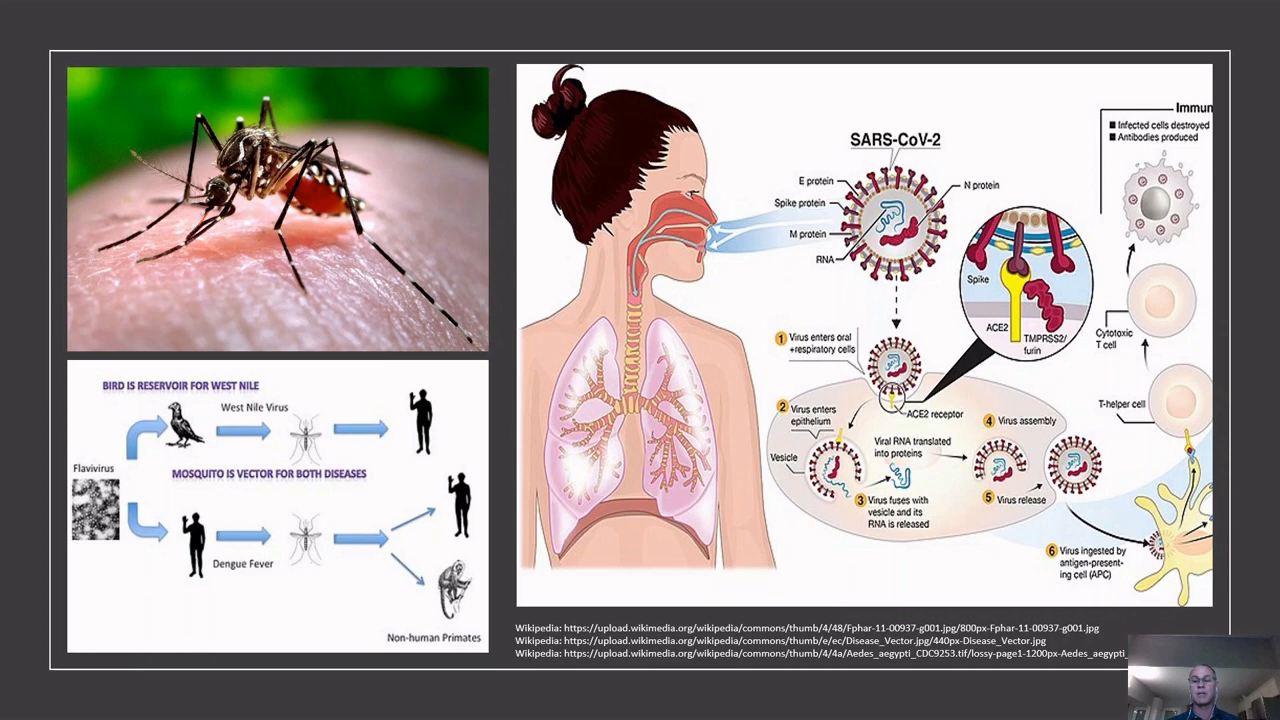 BIRD IS RESERVOIR FOR WEST NILE
West Nile Virus
MOSQUITO IS VECTOR FOR BOTH DISEASES
Flavivirus
Dengue Fever
Non-human Primates
SARS-CoV-2
E protein
Spike protein
M protein
RNA
N protein
Spike
ACE2
TMPRSS2/
furin
1 Virus enters oral
+respiratory cells
ACE2 receptor
2 Virus enters
epithelium
Vesicle
Viral RNA translated
into proteins
3 Virus fuses with
vesicle and its
RNA is released
4 Virus assembly
5 Virus release
6 Virus ingested by
antigen-present-
ing cell (APC)
T-helper cell
Cytotoxic
T cell
Immun
■ Infected cells destroyed
■ Antibodies produced
Wikipedia: https://upload.wikimedia.org/wikipedia/commons/thumb/4/48/Fphar-11-00937-g001.jpg/800px-Fphar-11-00937-g001.jpg
Wikipedia: https://upload.wikimedia.org/wikipedia/commons/thumb/e/ec/Disease_Vector.jpg/440px-Disease_Vector.jpg
Wikipedia: https://upload.wikimedia.org/wikipedia/commons/thumb/4/4a/Aedes_aegypti_CDC9253.tif/lossy-page1-1200px-Aedes_aegypti_